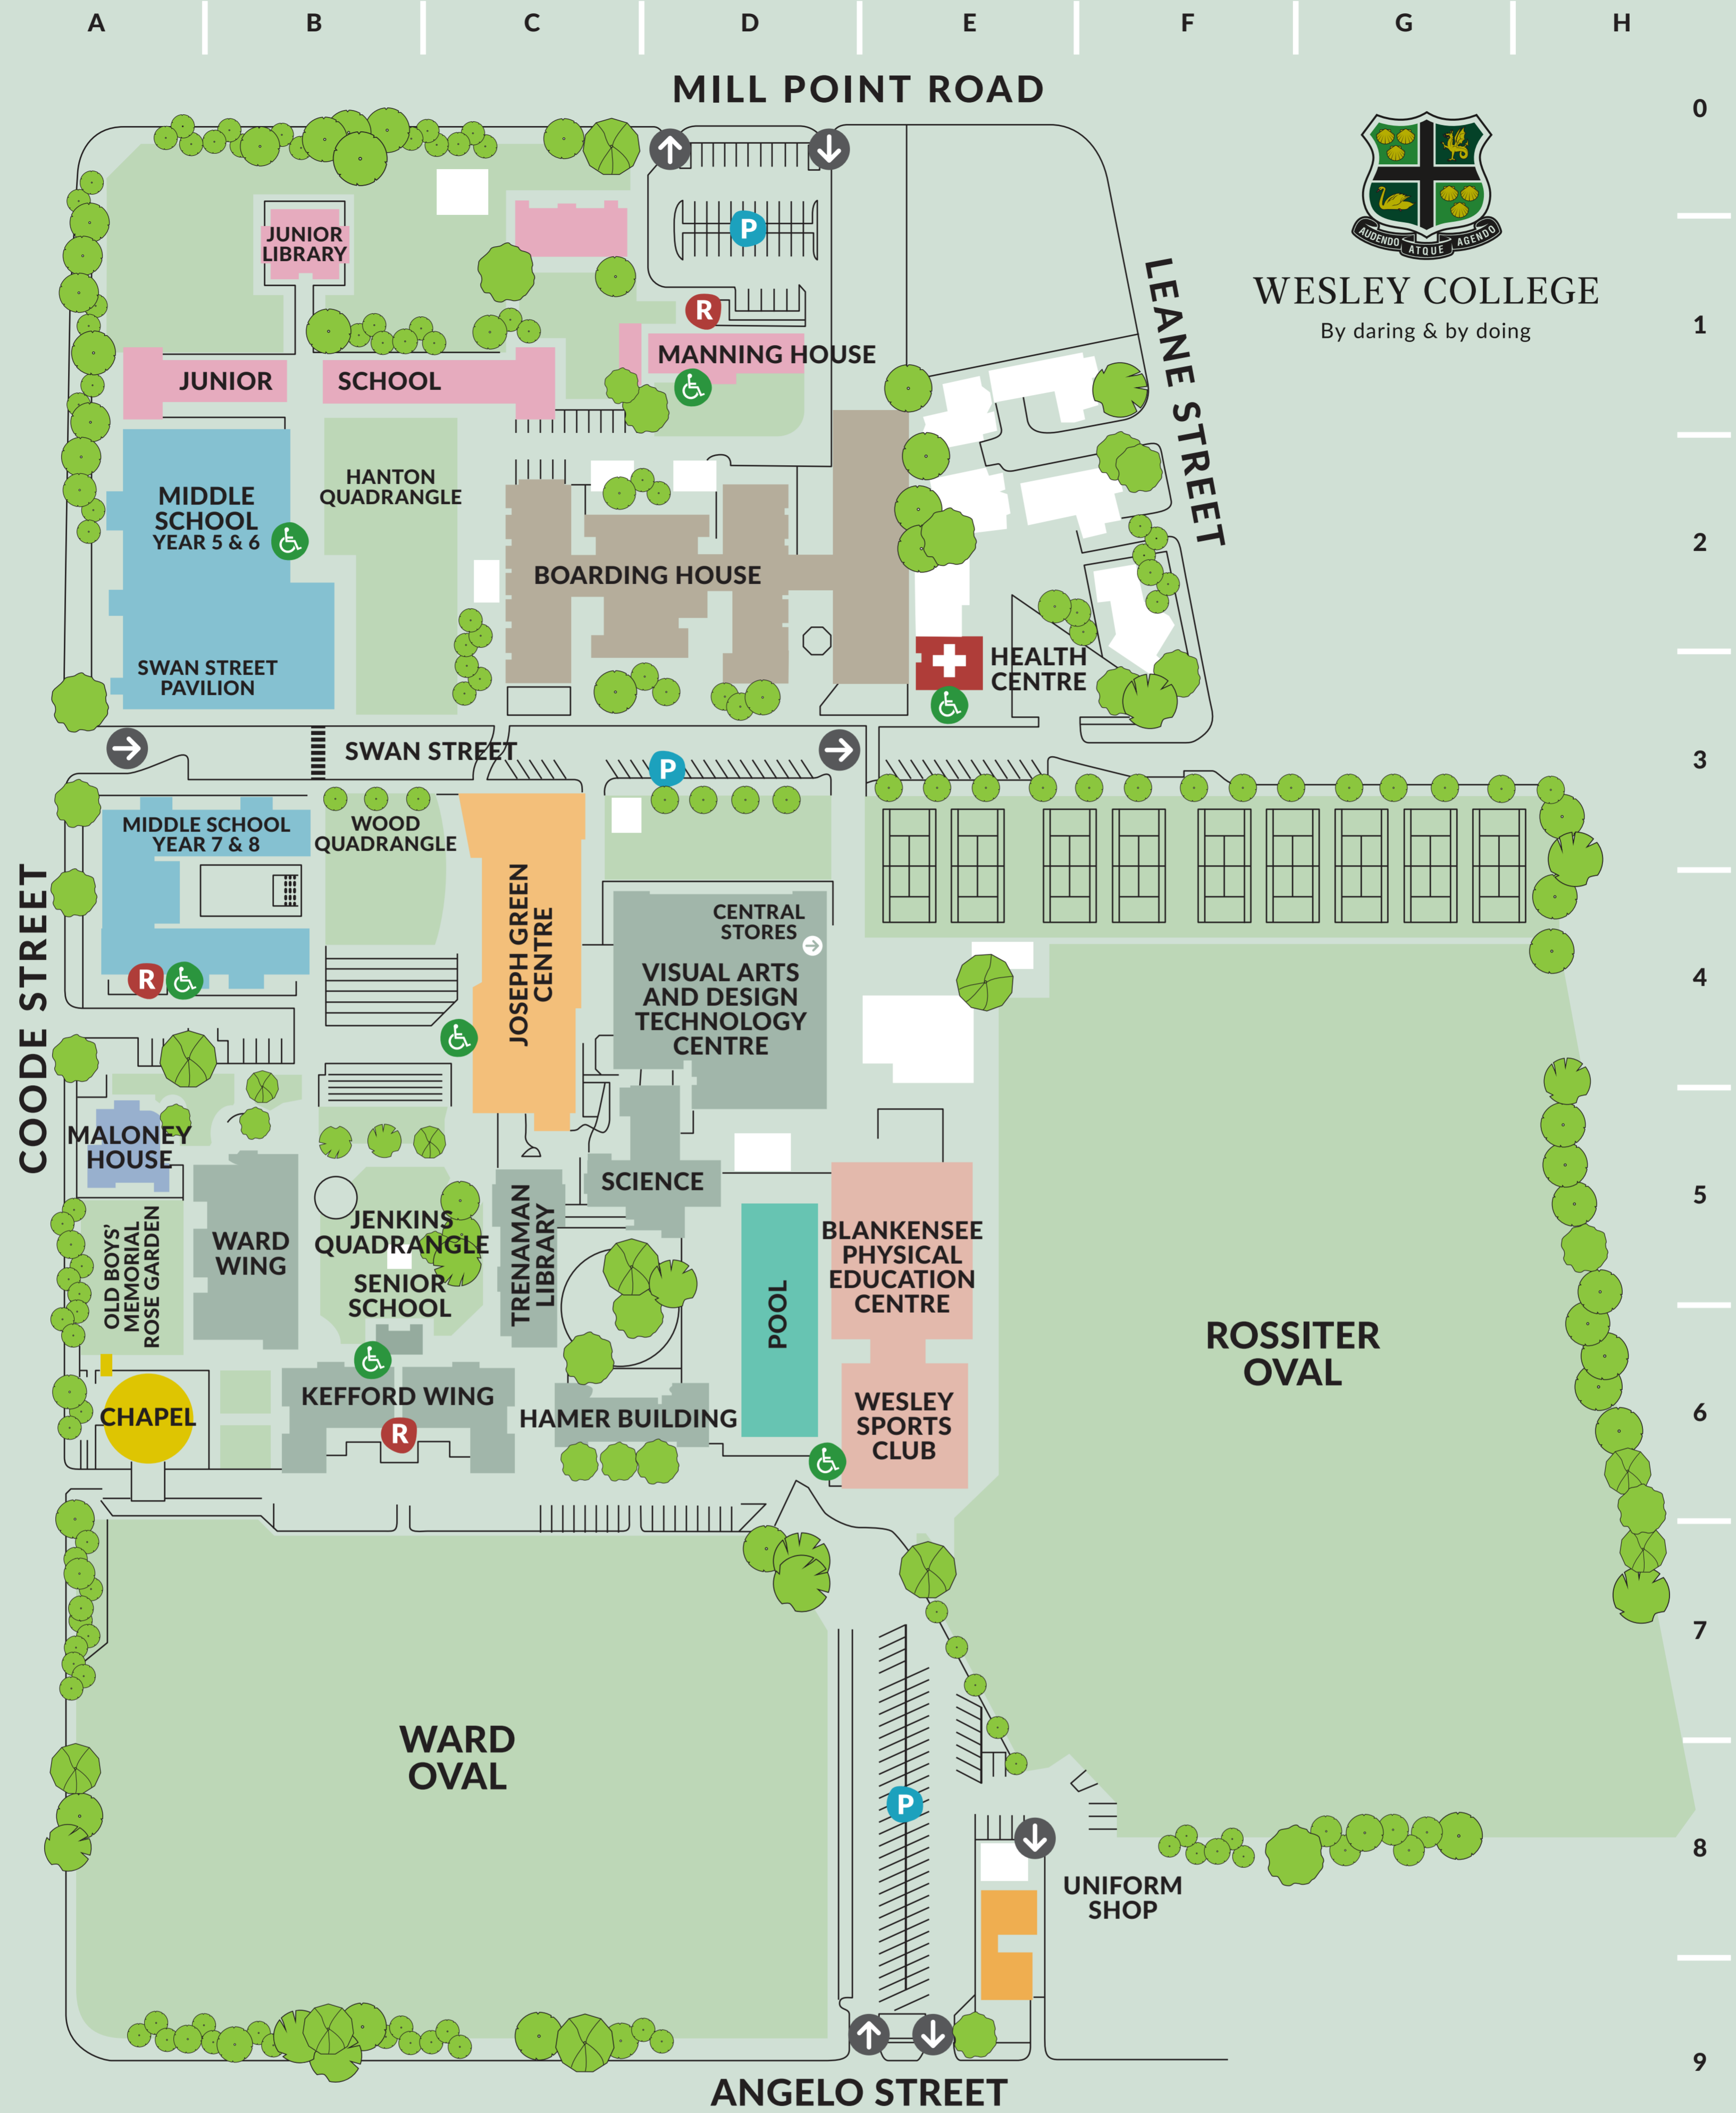 A B C D E F G H
MILL POINT ROAD
0
AUDENDO ATQUE AGENDO
WESLEY COLLEGE
By daring & by doing
P
JUNIOR
LIBRARY
LEANE STREET
R
1
MANNING HOUSE
JUNIOR SCHOOL
HANTON
QUADRANGLE
MIDDLE
SCHOOL
YEAR 5 & 6
2
BOARDING HOUSE
SWAN STREET
PAVILION
HEALTH
CENTRE
SWAN STREET
P
3
MIDDLE SCHOOL
YEAR 7 & 8
WOOD
QUADRANGLE
COODE STREET
JOSEPH GREEN
CENTRE
CENTRAL
STORES
VISUAL ARTS
AND DESIGN
TECHNOLOGY
CENTRE
R
4
MALONEY
HOUSE
SCIENCE
5
OLD BOYS'
MEMORIAL
ROSE GARDEN
WARD
WING
JENKINS
QUADRANGLE
SENIOR
SCHOOL
TRENAMAN
LIBRARY
POOL
BLANKENSEE
PHYSICAL
EDUCATION
CENTRE
ROSSITER
OVAL
CHAPEL
KEFFORD WING
R
HAMER BUILDING
WESLEY
SPORTS
CLUB
6
7
WARD
OVAL
P
8
UNIFORM
SHOP
9
ANGELO STREET